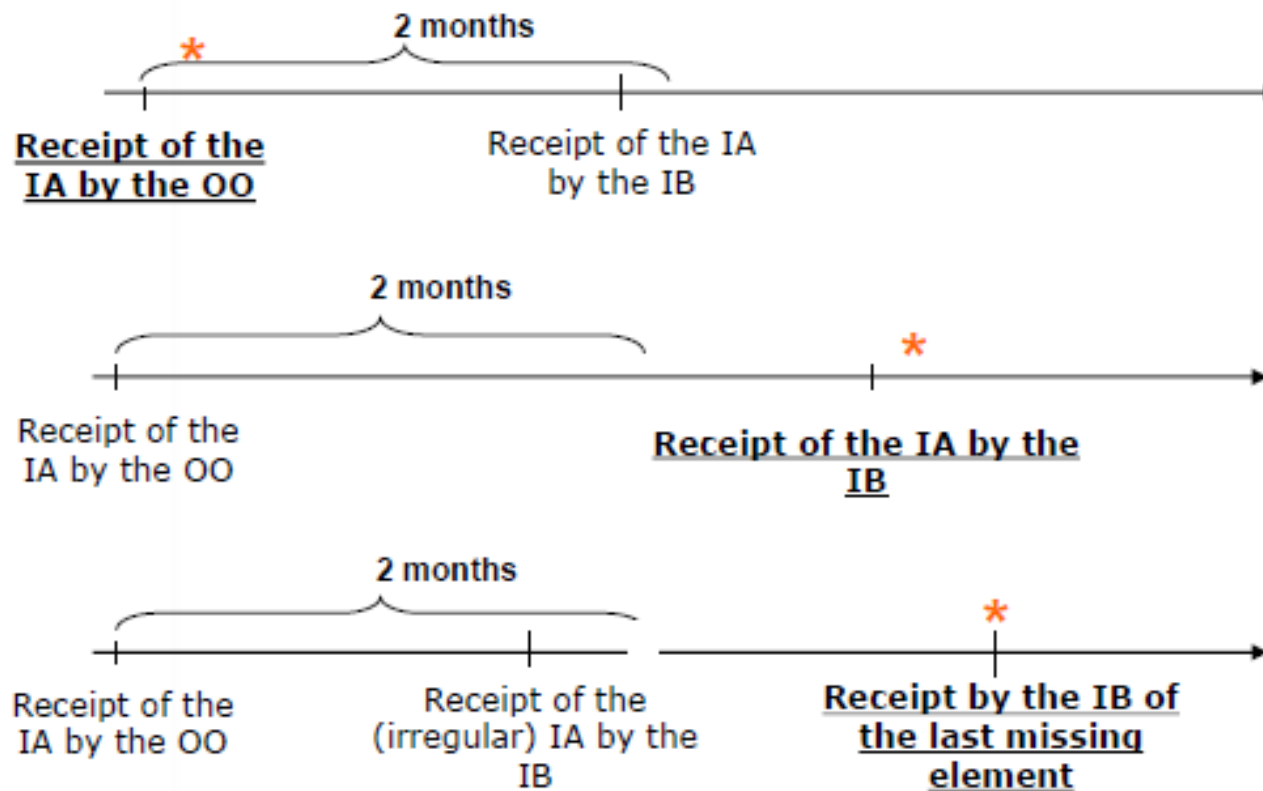 2 months
*
Receipt of the
IA by the OO
Receipt of the IA
by the IB
2 months
*
Receipt of the
IA by the OO
Receipt of the IA by the
IB
2 months
*
Receipt of the
IA by the OO
Receipt of the
(irregular) IA by the
IB
Receipt by the IB of
the last missing
element